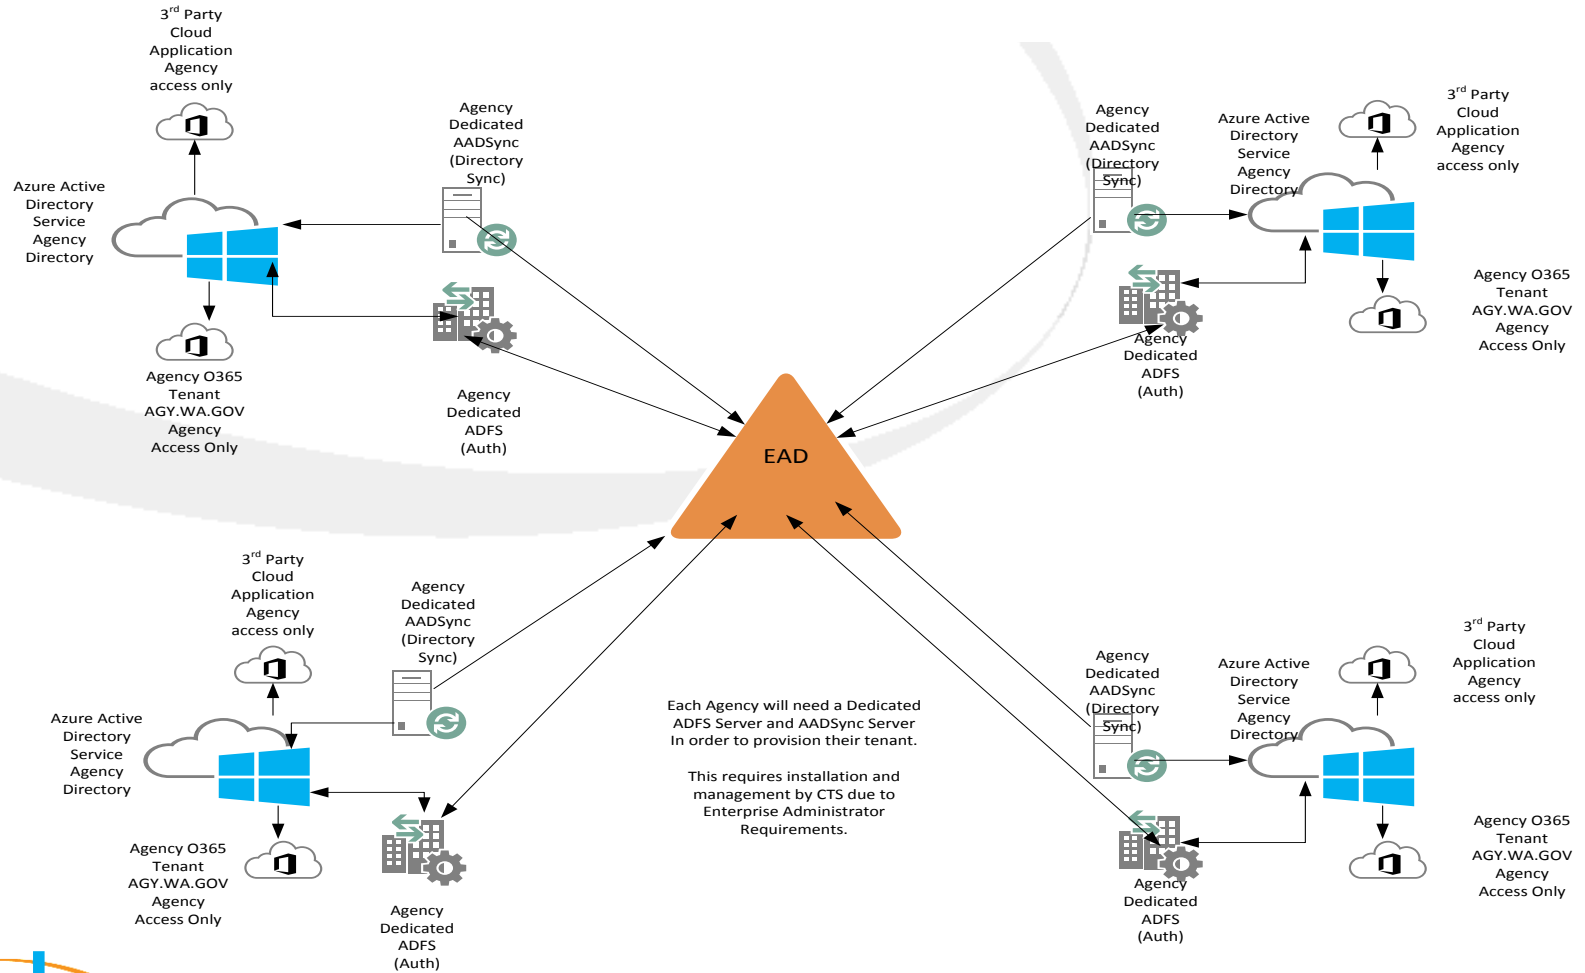 3rd Party
Cloud
Application
Agency
access only
Agency
Dedicated
AADSync
(Directory
Sync)
Azure Active
Directory
Service
Agency
Directory
Agency O365
Tenant
AGY.WA.GOV
Agency
Access Only
Agency
Dedicated
ADFS
(Auth)
Agency
Dedicated
AADSync
(Directory
Sync)
Azure Active
Directory
Service
Agency
Directory
3rd Party
Cloud
Application
Agency
access only
Agency O365
Tenant
AGY.WA.GOV
Agency
Access Only
Agency
Dedicated
ADFS
(Auth)
EAD
3rd Party
Cloud
Application
Agency
access only
Agency
Dedicated
AADSync
(Directory
Sync)
Azure Active
Directory
Service
Agency
Directory
Agency O365
Tenant
AGY.WA.GOV
Agency
Access Only
Agency
Dedicated
ADFS
(Auth)
Each Agency will need a Dedicated
ADFS Server and AADSync Server
In order to provision their tenant.
This requires installation and
management by CTS due to
Enterprise Administrator
Requirements.
Agency
Dedicated
AADSync
(Directory
Sync)
Azure Active
Directory
Service
Agency
Directory
3rd Party
Cloud
Application
Agency
access only
Agency O365
Tenant
AGY.WA.GOV
Agency
Access Only
Agency
Dedicated
ADFS
(Auth)